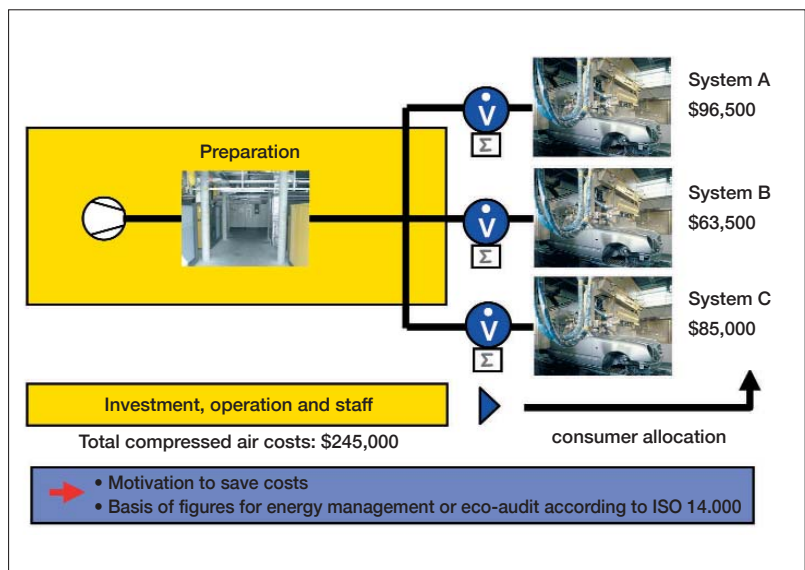 Preparation
V
Σ
System A
$96,500
V
Σ
System B
$63,500
V
Σ
System C
$85,000
Investment, operation and staff
Total compressed air costs: $245,000
consumer allocation
• Motivation to save costs
• Basis of figures for energy management or eco-audit according to ISO 14.000